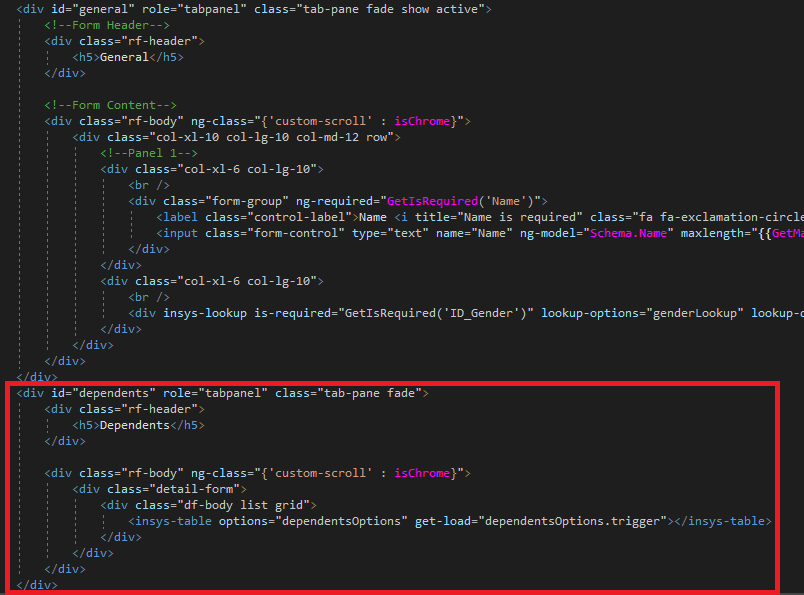 <div id="general" role="tabpanel" class="tab-pane fade show active">
<!--Form Header-->
<div class="rf-header">
<h5>General</h5>
</div>
<!--Form Content-->
<div class="rf-body" ng-class="{'custom-scroll' : isChrome}">
<div class="col-xl-10 col-lg-10 col-md-12 row">
<!--Panel 1-->
<div class="col-xl-6 col-lg-10">
<br />
<div class="form-group" ng-required="GetIsRequired('Name')">
<label class="control-label">Name <i title="Name is required" class="fa fa-exclamation-circle
<input class="form-control" type="text" name="Name" ng-model="Schema.Name" maxlength="{{GetMa
</div>
</div>
<div class="col-xl-6 col-lg-10">
<br />
<div insys-lookup is-required="GetIsRequired('ID_Gender')" lookup-options="genderLookup" lookup-
</div>
</div>
</div>
</div>
<div id="dependents" role="tabpanel" class="tab-pane fade">
<div class="rf-header">
<h5>Dependents</h5>
</div>
<div class="rf-body" ng-class="{'custom-scroll' : isChrome}">
<div class="detail-form">
<div class="df-body list grid">
<insys-table options="dependentsOptions" get-load="dependentsOptions.trigger"></insys-table>
</div>
</div>
</div>
</div>